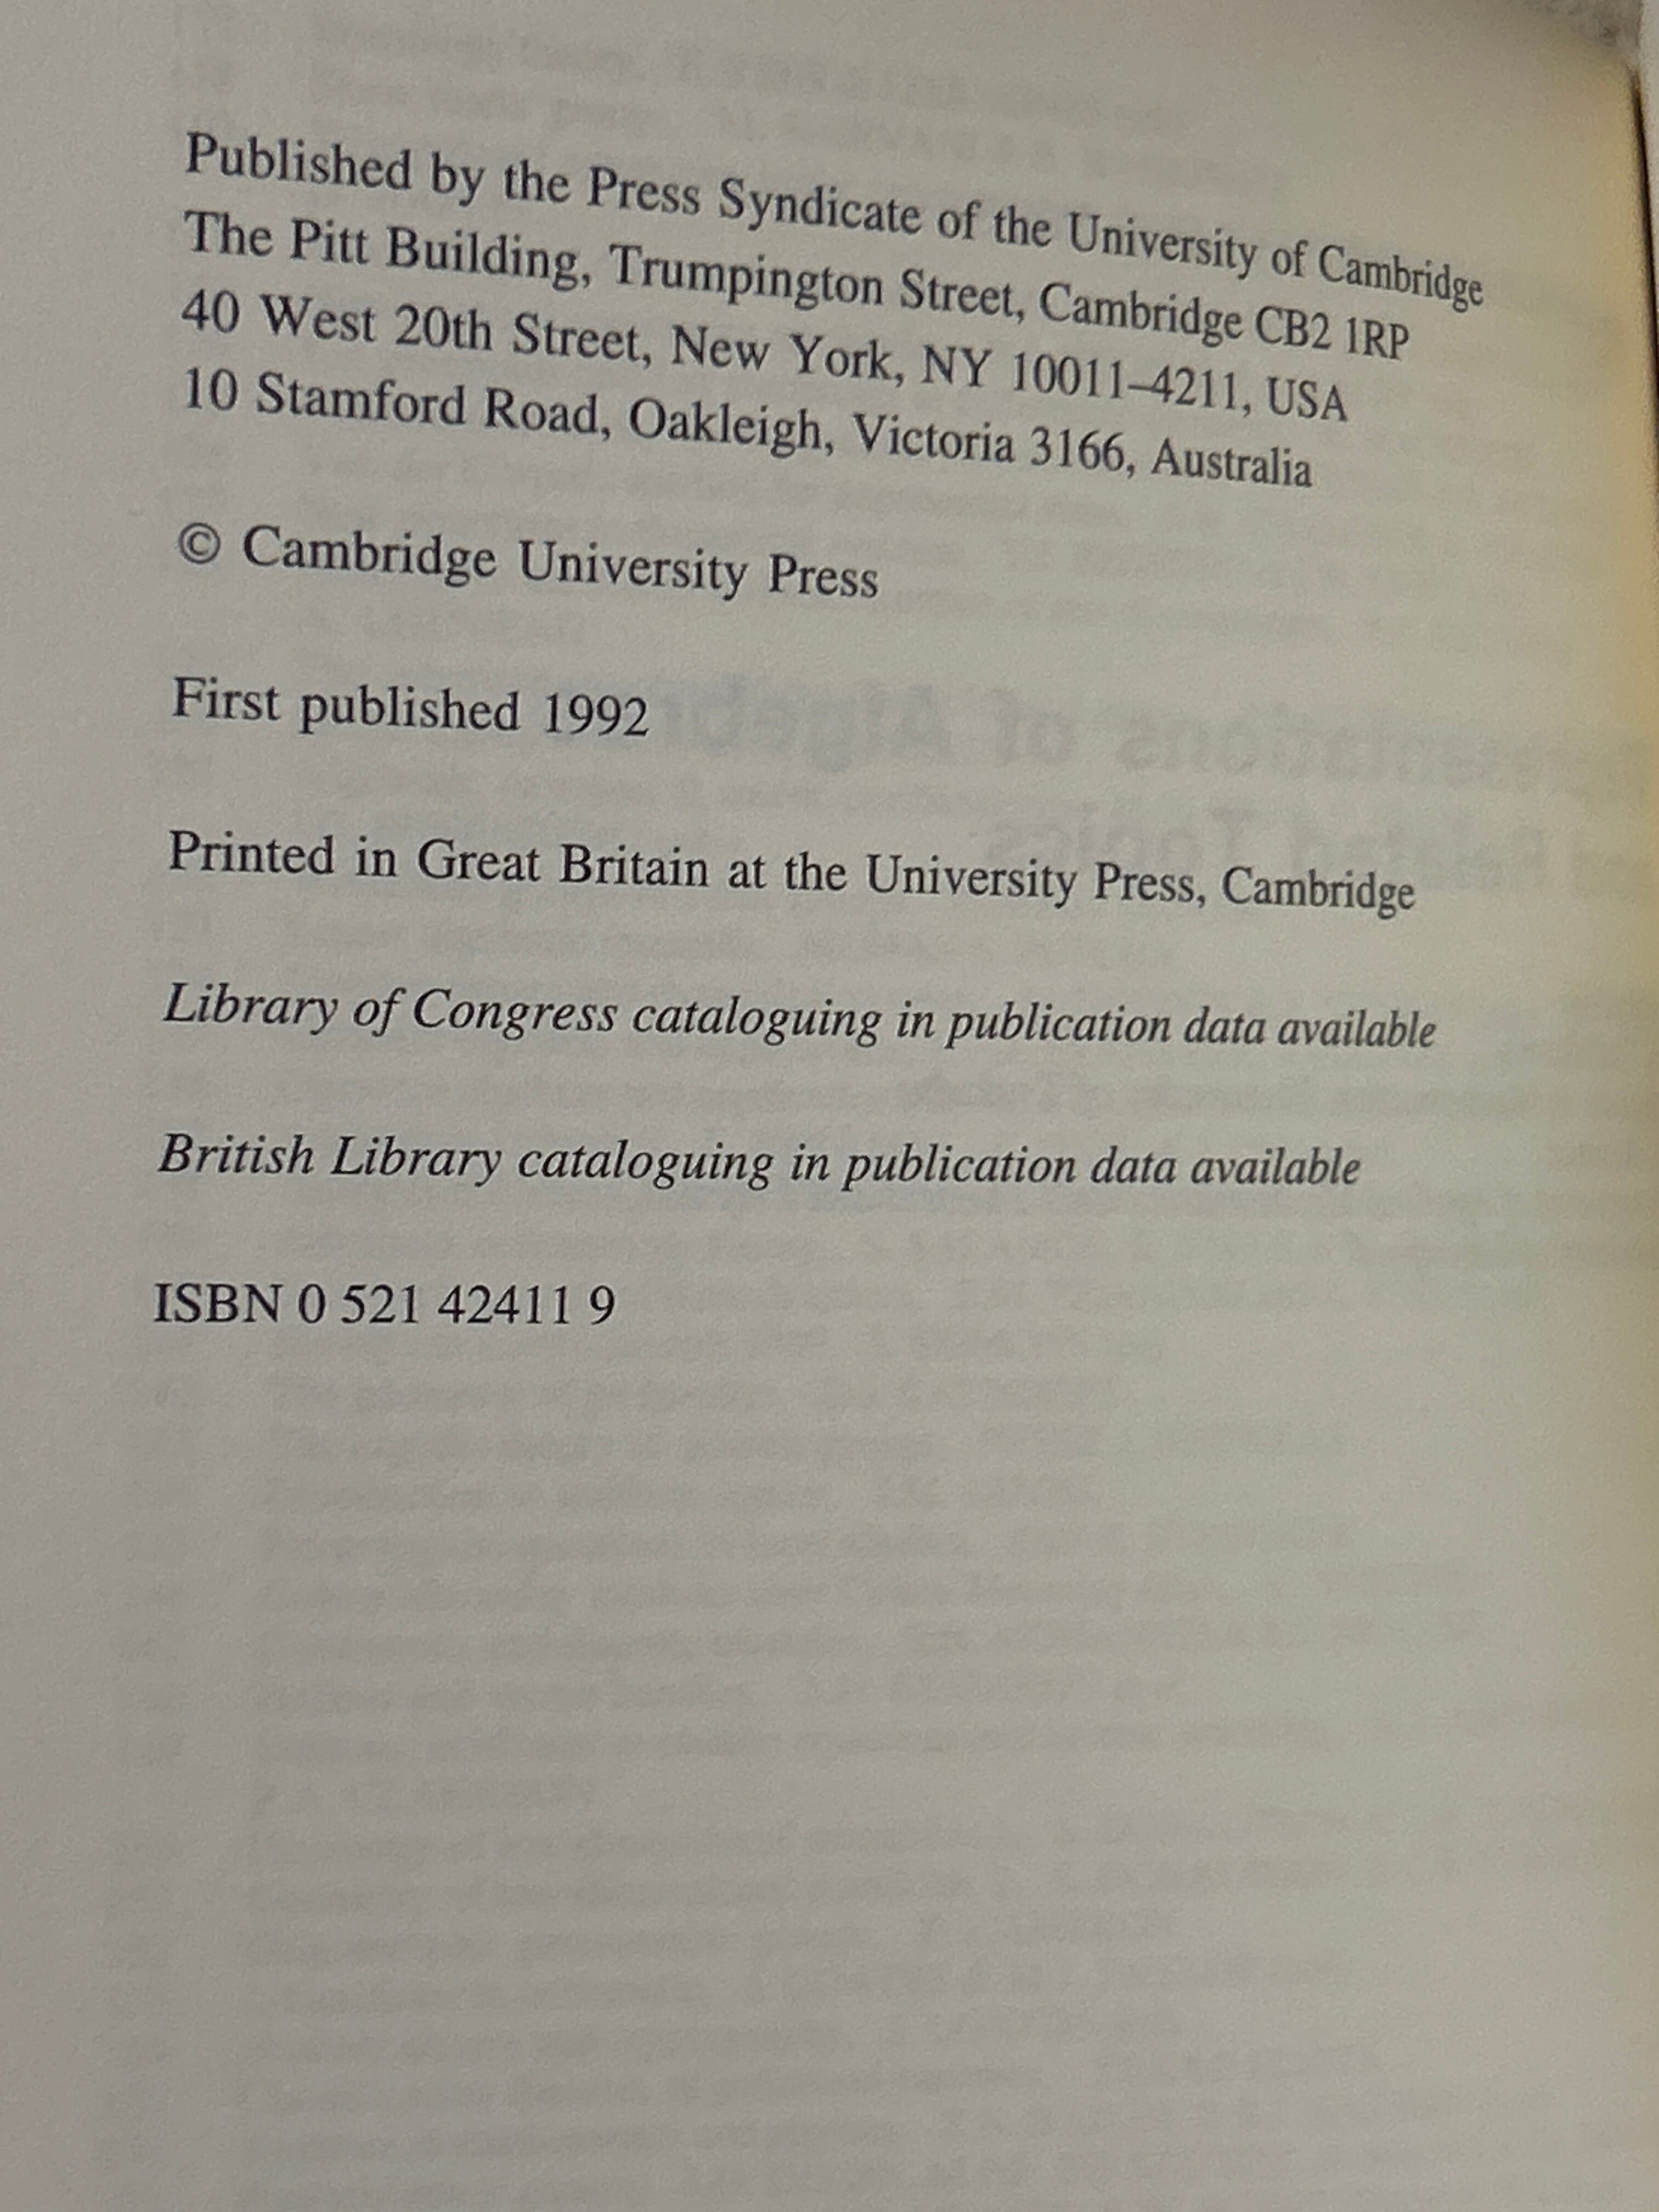 Published by the Press Syndicate of the University of Cambridge
The Pitt Building, Trumpington Street, Cambridge CB2 1RP
40 West 20th Street, New York, NY 10011–4211, USA
10 Stamford Road, Oakleigh, Victoria 3166, Australia
© Cambridge University Press
First published 1992
Printed in Great Britain at the University Press, Cambridge
Library of Congress cataloguing in publication data available
British Library cataloguing in publication data available
ISBN 0 521 42411 9